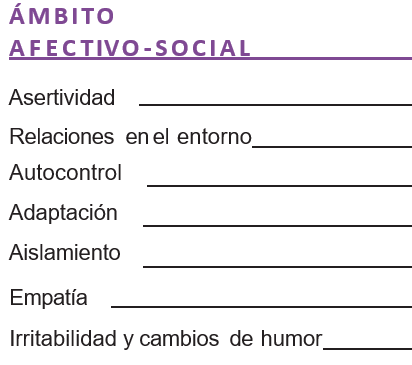 ÁMBITO
AFECTIVO-SOCIAL
Asertividad
Relaciones en el entorno
Autocontrol
Adaptación
Aislamiento
Empatía
Irritabilidad y cambios de humor